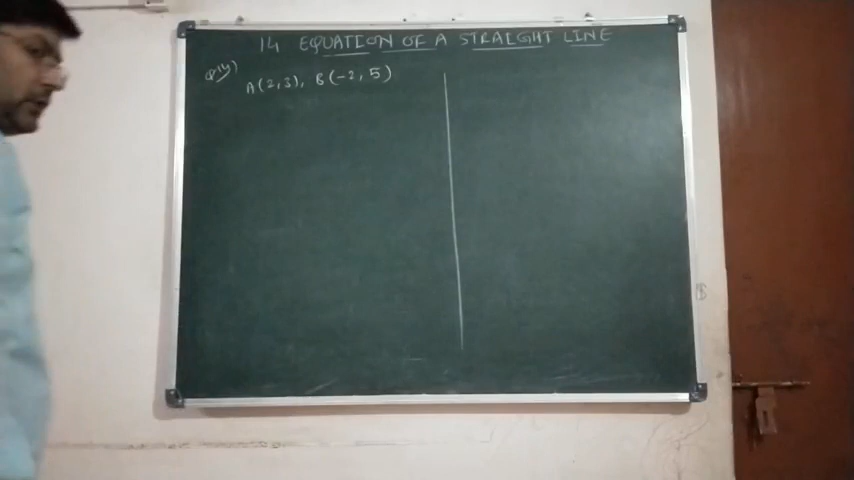 14 EQUATION OF A STRAIGHT LINE
Q14)
A(2,3), B(-2, 5)